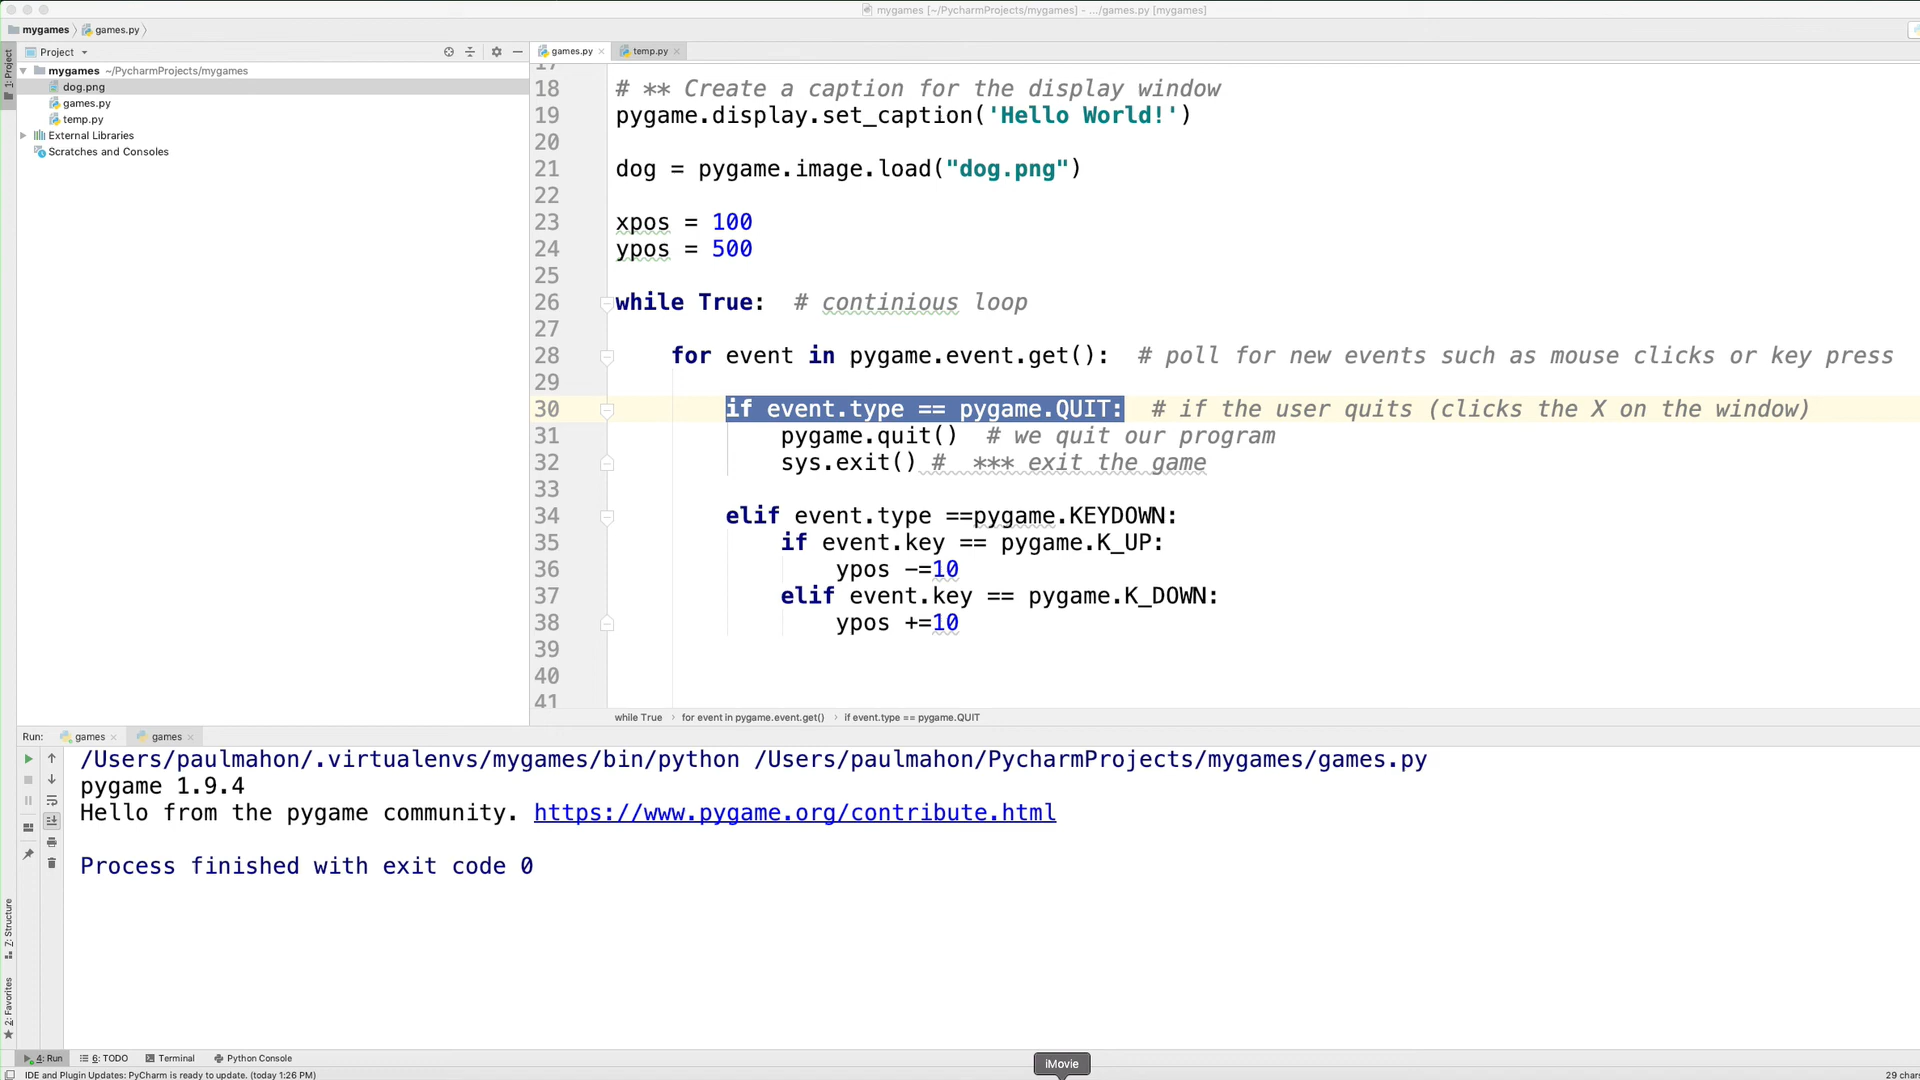 mygames [~/PycharmProjects/mygames] - .../games.py [mygames]
mygames games.py
1: Project
Project
games.py temp.py
mygames ~/PycharmProjects/mygames
dog.png
games.py
temp.py
External Libraries
Scratches and Consoles
17
18 # ** Create a caption for the display window
19 pygame.display.set_caption('Hello World!')
20
21 dog = pygame.image.load("dog.png")
22
23 xpos = 100
24 ypos = 500
25
26 while True:  # continious loop
27
28 for event in pygame.event.get():  # poll for new events such as mouse clicks or key press
29
30 if event.type == pygame.QUIT:  # if the user quits (clicks the X on the window)
31 pygame.quit()  # we quit our program
32 sys.exit() #  *** exit the game
33
34 elif event.type ==pygame.KEYDOWN:
35 if event.key == pygame.K_UP:
36 ypos -=10
37 elif event.key == pygame.K_DOWN:
38 ypos +=10
39
40
41
while True › for event in pygame.event.get() › if event.type == pygame.QUIT
Run: games games
/Users/paulmahon/.virtualenvs/mygames/bin/python /Users/paulmahon/PycharmProjects/mygames/games.py
pygame 1.9.4
Hello from the pygame community. https://www.pygame.org/contribute.html
Process finished with exit code 0
7: Structure
2: Favorites
4: Run 6: TODO Terminal Python Console
iMovie
IDE and Plugin Updates: PyCharm is ready to update. (today 1:26 PM)
29 chars